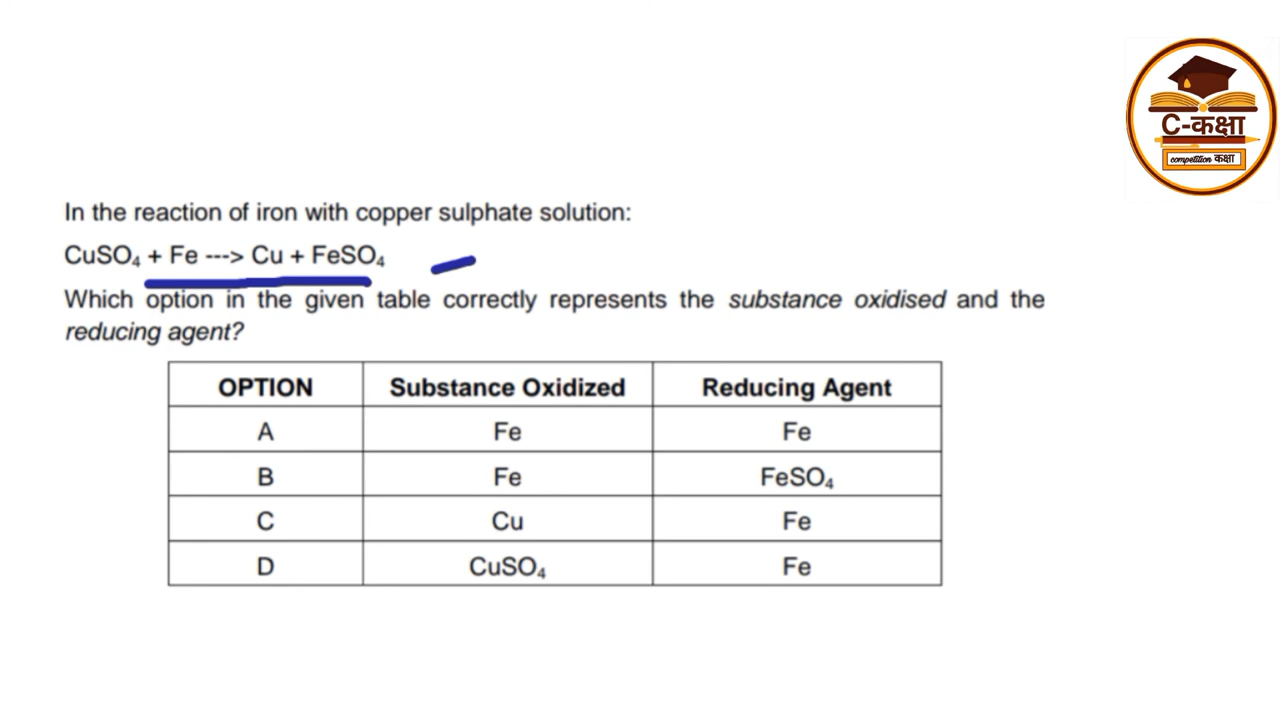 C-कक्षा
competition कक्षा
In the reaction of iron with copper sulphate solution:
CuSO₄ + Fe ---> Cu + FeSO₄
Which option in the given table correctly represents the substance oxidised and the
reducing agent?
OPTION Substance Oxidized Reducing Agent
A Fe Fe
B Fe FeSO₄
C Cu Fe
D CuSO₄ Fe